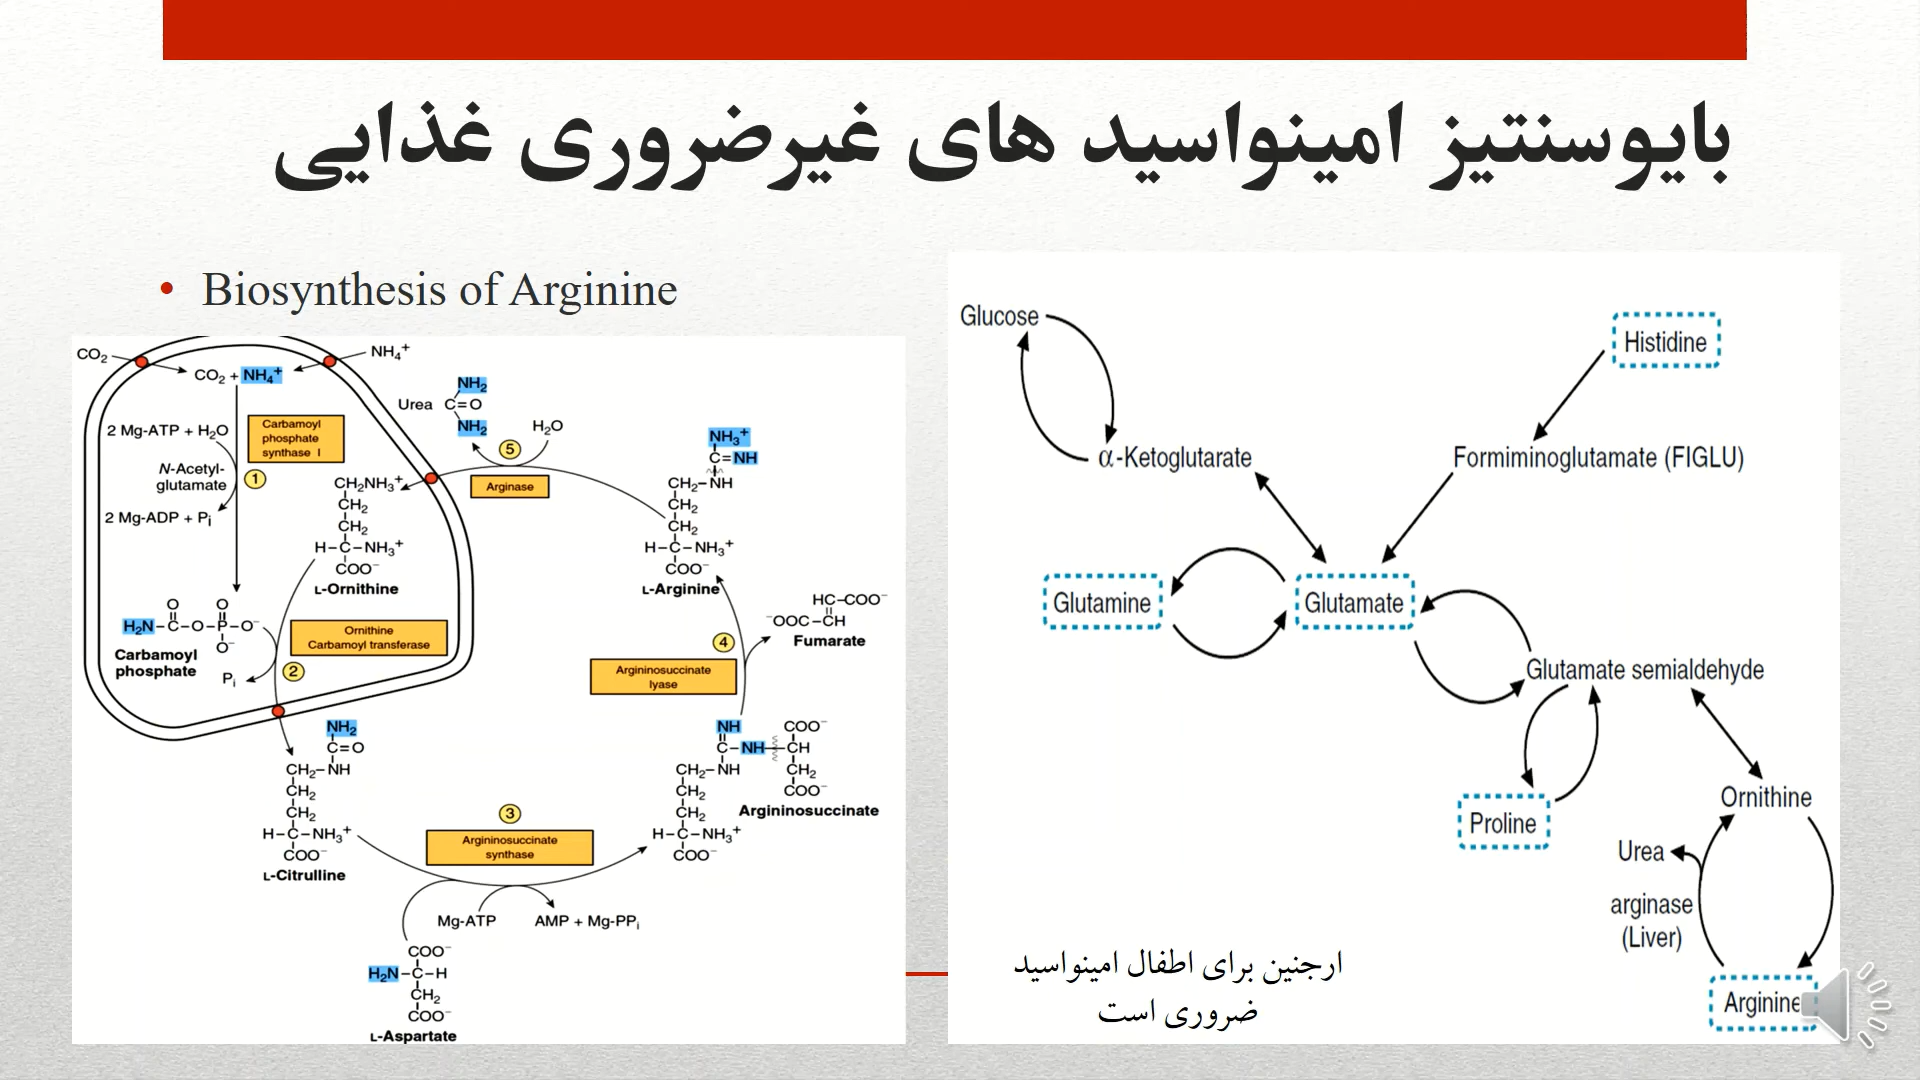 بایوسنتیز امینواسید های غیرضروری غذایی
• Biosynthesis of Arginine
CO₂
NH₄⁺
CO₂ + NH₄⁺
2 Mg-ATP + H₂O
Carbamoyl
phosphate
synthase I
N-Acetyl-
glutamate
1
2 Mg-ADP + Pᵢ
H₂N–C–O–P–O⁻
O
O
O⁻
Carbamoyl
phosphate
Pᵢ
2
Ornithine
Carbamoyl transferase
CH₂NH₃⁺
CH₂
CH₂
H–C–NH₃⁺
COO⁻
L-Ornithine
Urea
NH₂
C=O
NH₂
5
H₂O
Arginase
NH₃⁺
C=NH
CH₂–NH
CH₂
CH₂
H–C–NH₃⁺
COO⁻
L-Arginine
HC–COO⁻
⁻OOC–CH
Fumarate
4
Argininosuccinate
lyase
NH₂
C=O
CH₂–NH
CH₂
CH₂
H–C–NH₃⁺
COO⁻
L-Citrulline
3
Argininosuccinate
synthase
NH
COO⁻
C–NH–CH
CH₂–NH
CH₂
CH₂
COO⁻
CH₂
Argininosuccinate
H–C–NH₃⁺
COO⁻
Mg-ATP
AMP + Mg-PPᵢ
COO⁻
H₂N–C–H
CH₂
COO⁻
L-Aspartate
Glucose
Histidine
α-Ketoglutarate
Formiminoglutamate (FIGLU)
Glutamine
Glutamate
Glutamate semialdehyde
Proline
Ornithine
Urea
arginase
(Liver)
Arginine
ارجنین برای اطفال امینواسید
ضروری است